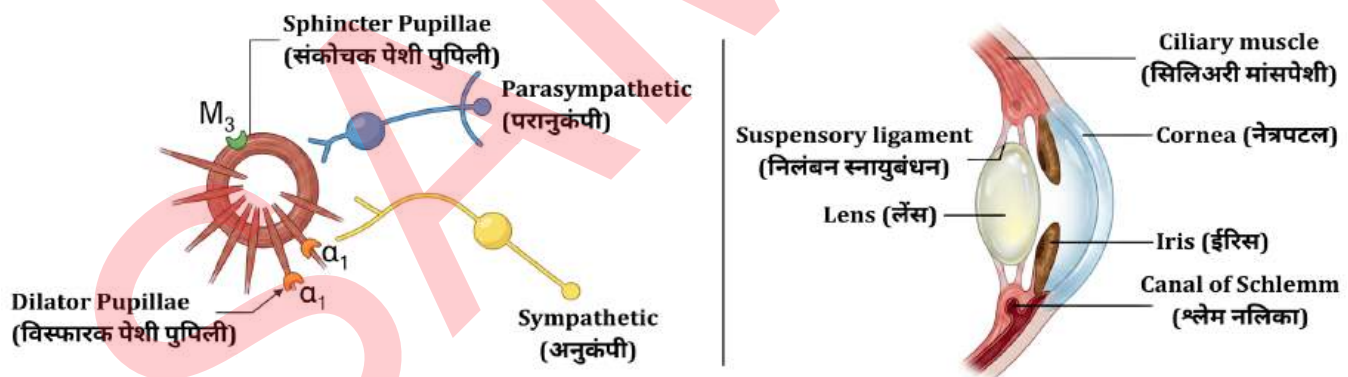 Sphincter Pupillae
(संकोचक पेशी पुपिली)
M3
Parasympathetic
(परानुकंपी)
α1
α1
Dilator Pupillae
(विस्फारक पेशी पुपिली)
Sympathetic
(अनुकंपी)
Ciliary muscle
(सिलिअरी मांसपेशी)
Suspensory ligament
(निलंबन स्नायुबंधन)
Cornea (नेत्रपटल)
Lens (लेंस)
Iris (ईरिस)
Canal of Schlemm
(श्लेम नलिका)